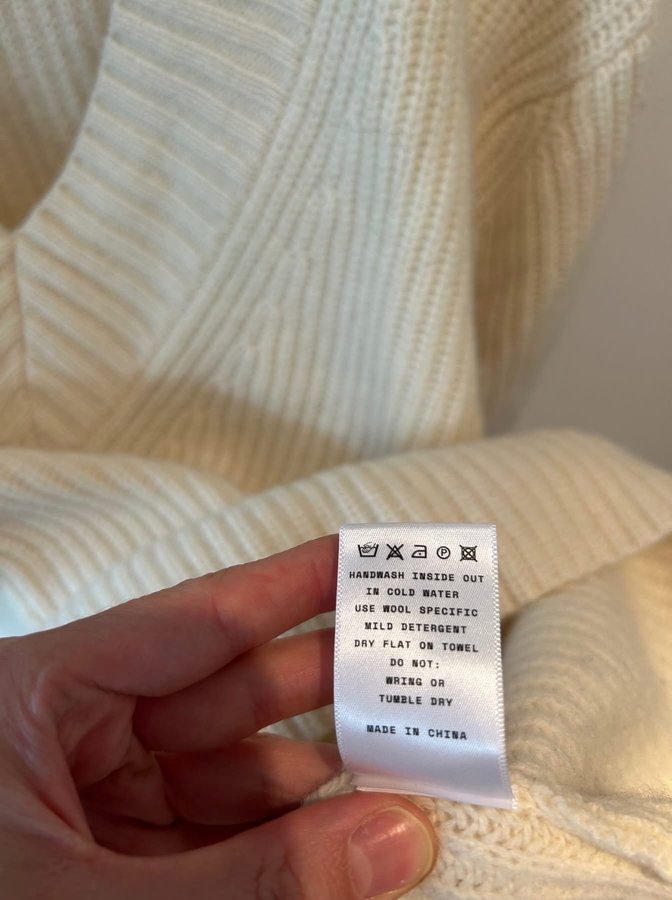 HANDWASH INSIDE OUT
IN COLD WATER
USE WOOL SPECIFIC
MILD DETERGENT
DRY FLAT ON TOWEL
DO NOT:
WRING OR
TUMBLE DRY
MADE IN CHINA